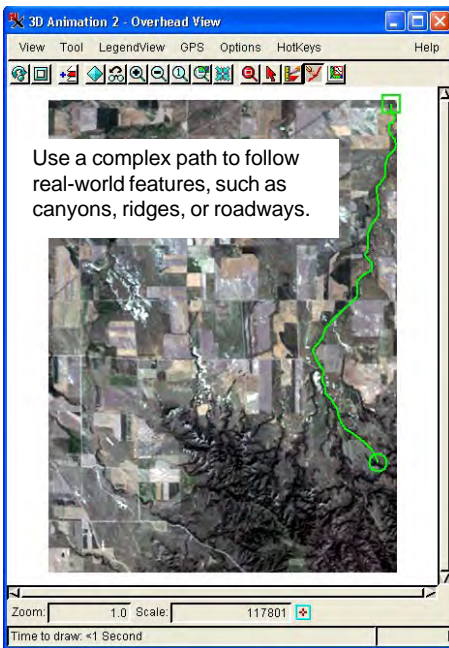 3D Animation 2 - Overhead View
View Tool LegendView GPS Options HotKeys Help
Use a complex path to follow
real-world features, such as
canyons, ridges, or roadways.
Zoom: 1.0 Scale: 117801
Time to draw: <1 Second